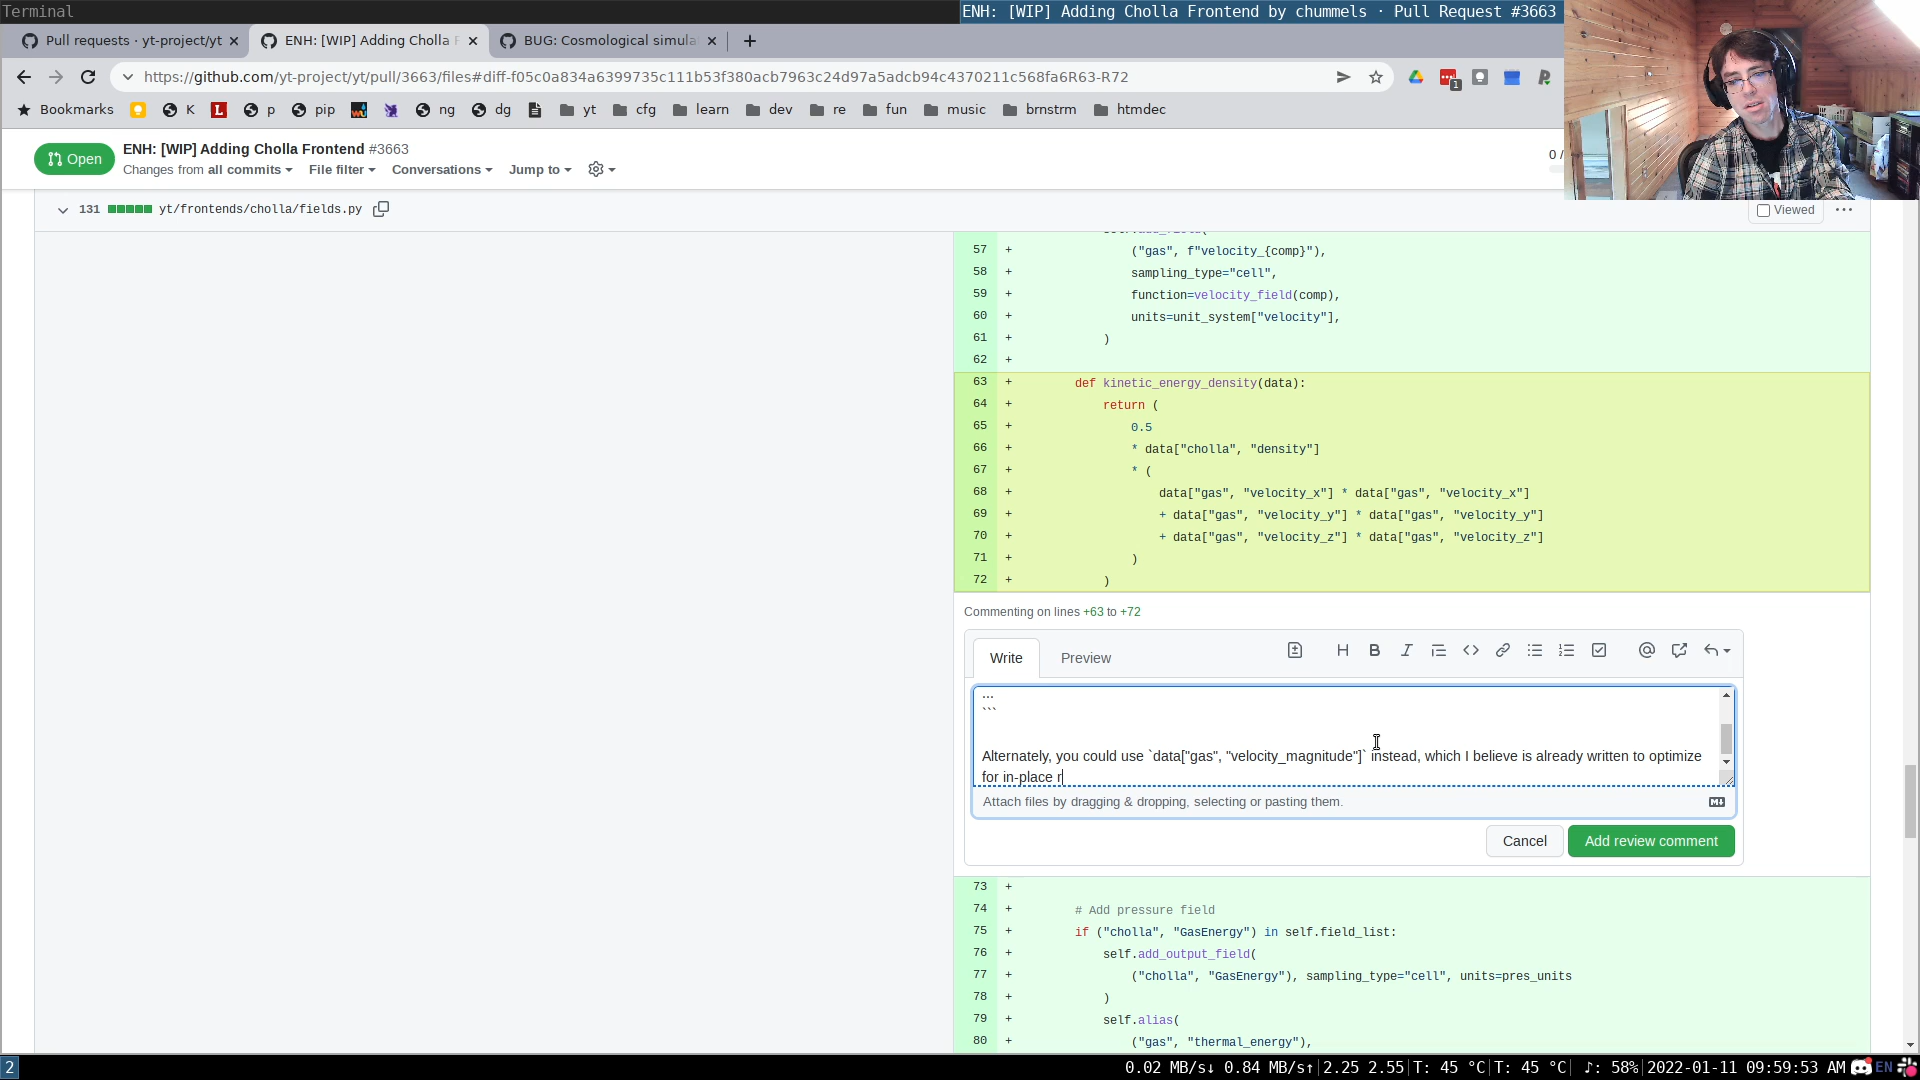 Terminal
ENH: [WIP] Adding Cholla Frontend by chummels · Pull Request #3663
Pull requests · yt-project/yt
ENH: [WIP] Adding Cholla F
BUG: Cosmological simula
https://github.com/yt-project/yt/pull/3663/files#diff-f05c0a834a6399735c111b53f380acb7963c24d97a5adcb94c4370211c568fa6R63-R72
1
Bookmarks K L p pip ng dg yt cfg learn dev re fun music brnstrm htmdec
Open
ENH: [WIP] Adding Cholla Frontend #3663
Changes from all commits File filter Conversations Jump to
0 /
131 yt/frontends/cholla/fields.py
Viewed
57 + ("gas", f"velocity_{comp}"),
58 + sampling_type="cell",
59 + function=velocity_field(comp),
60 + units=unit_system["velocity"],
61 + )
62 +
63 + def kinetic_energy_density(data):
64 + return (
65 + 0.5
66 + * data["cholla", "density"]
67 + * (
68 + data["gas", "velocity_x"] * data["gas", "velocity_x"]
69 + + data["gas", "velocity_y"] * data["gas", "velocity_y"]
70 + + data["gas", "velocity_z"] * data["gas", "velocity_z"]
71 + )
72 + )
Commenting on lines +63 to +72
Write Preview
...
```
Alternately, you could use `data["gas", "velocity_magnitude"]` instead, which I believe is already written to optimize
for in-place r
Attach files by dragging & dropping, selecting or pasting them.
Cancel Add review comment
73 +
74 + # Add pressure field
75 + if ("cholla", "GasEnergy") in self.field_list:
76 + self.add_output_field(
77 + ("cholla", "GasEnergy"), sampling_type="cell", units=pres_units
78 + )
79 + self.alias(
80 + ("gas", "thermal_energy"),
2
0.02 MB/s↓ 0.84 MB/s↑|2.25 2.55|T: 45 °C|T: 45 °C| ♪: 58%|2022-01-11 09:59:53 AM EN